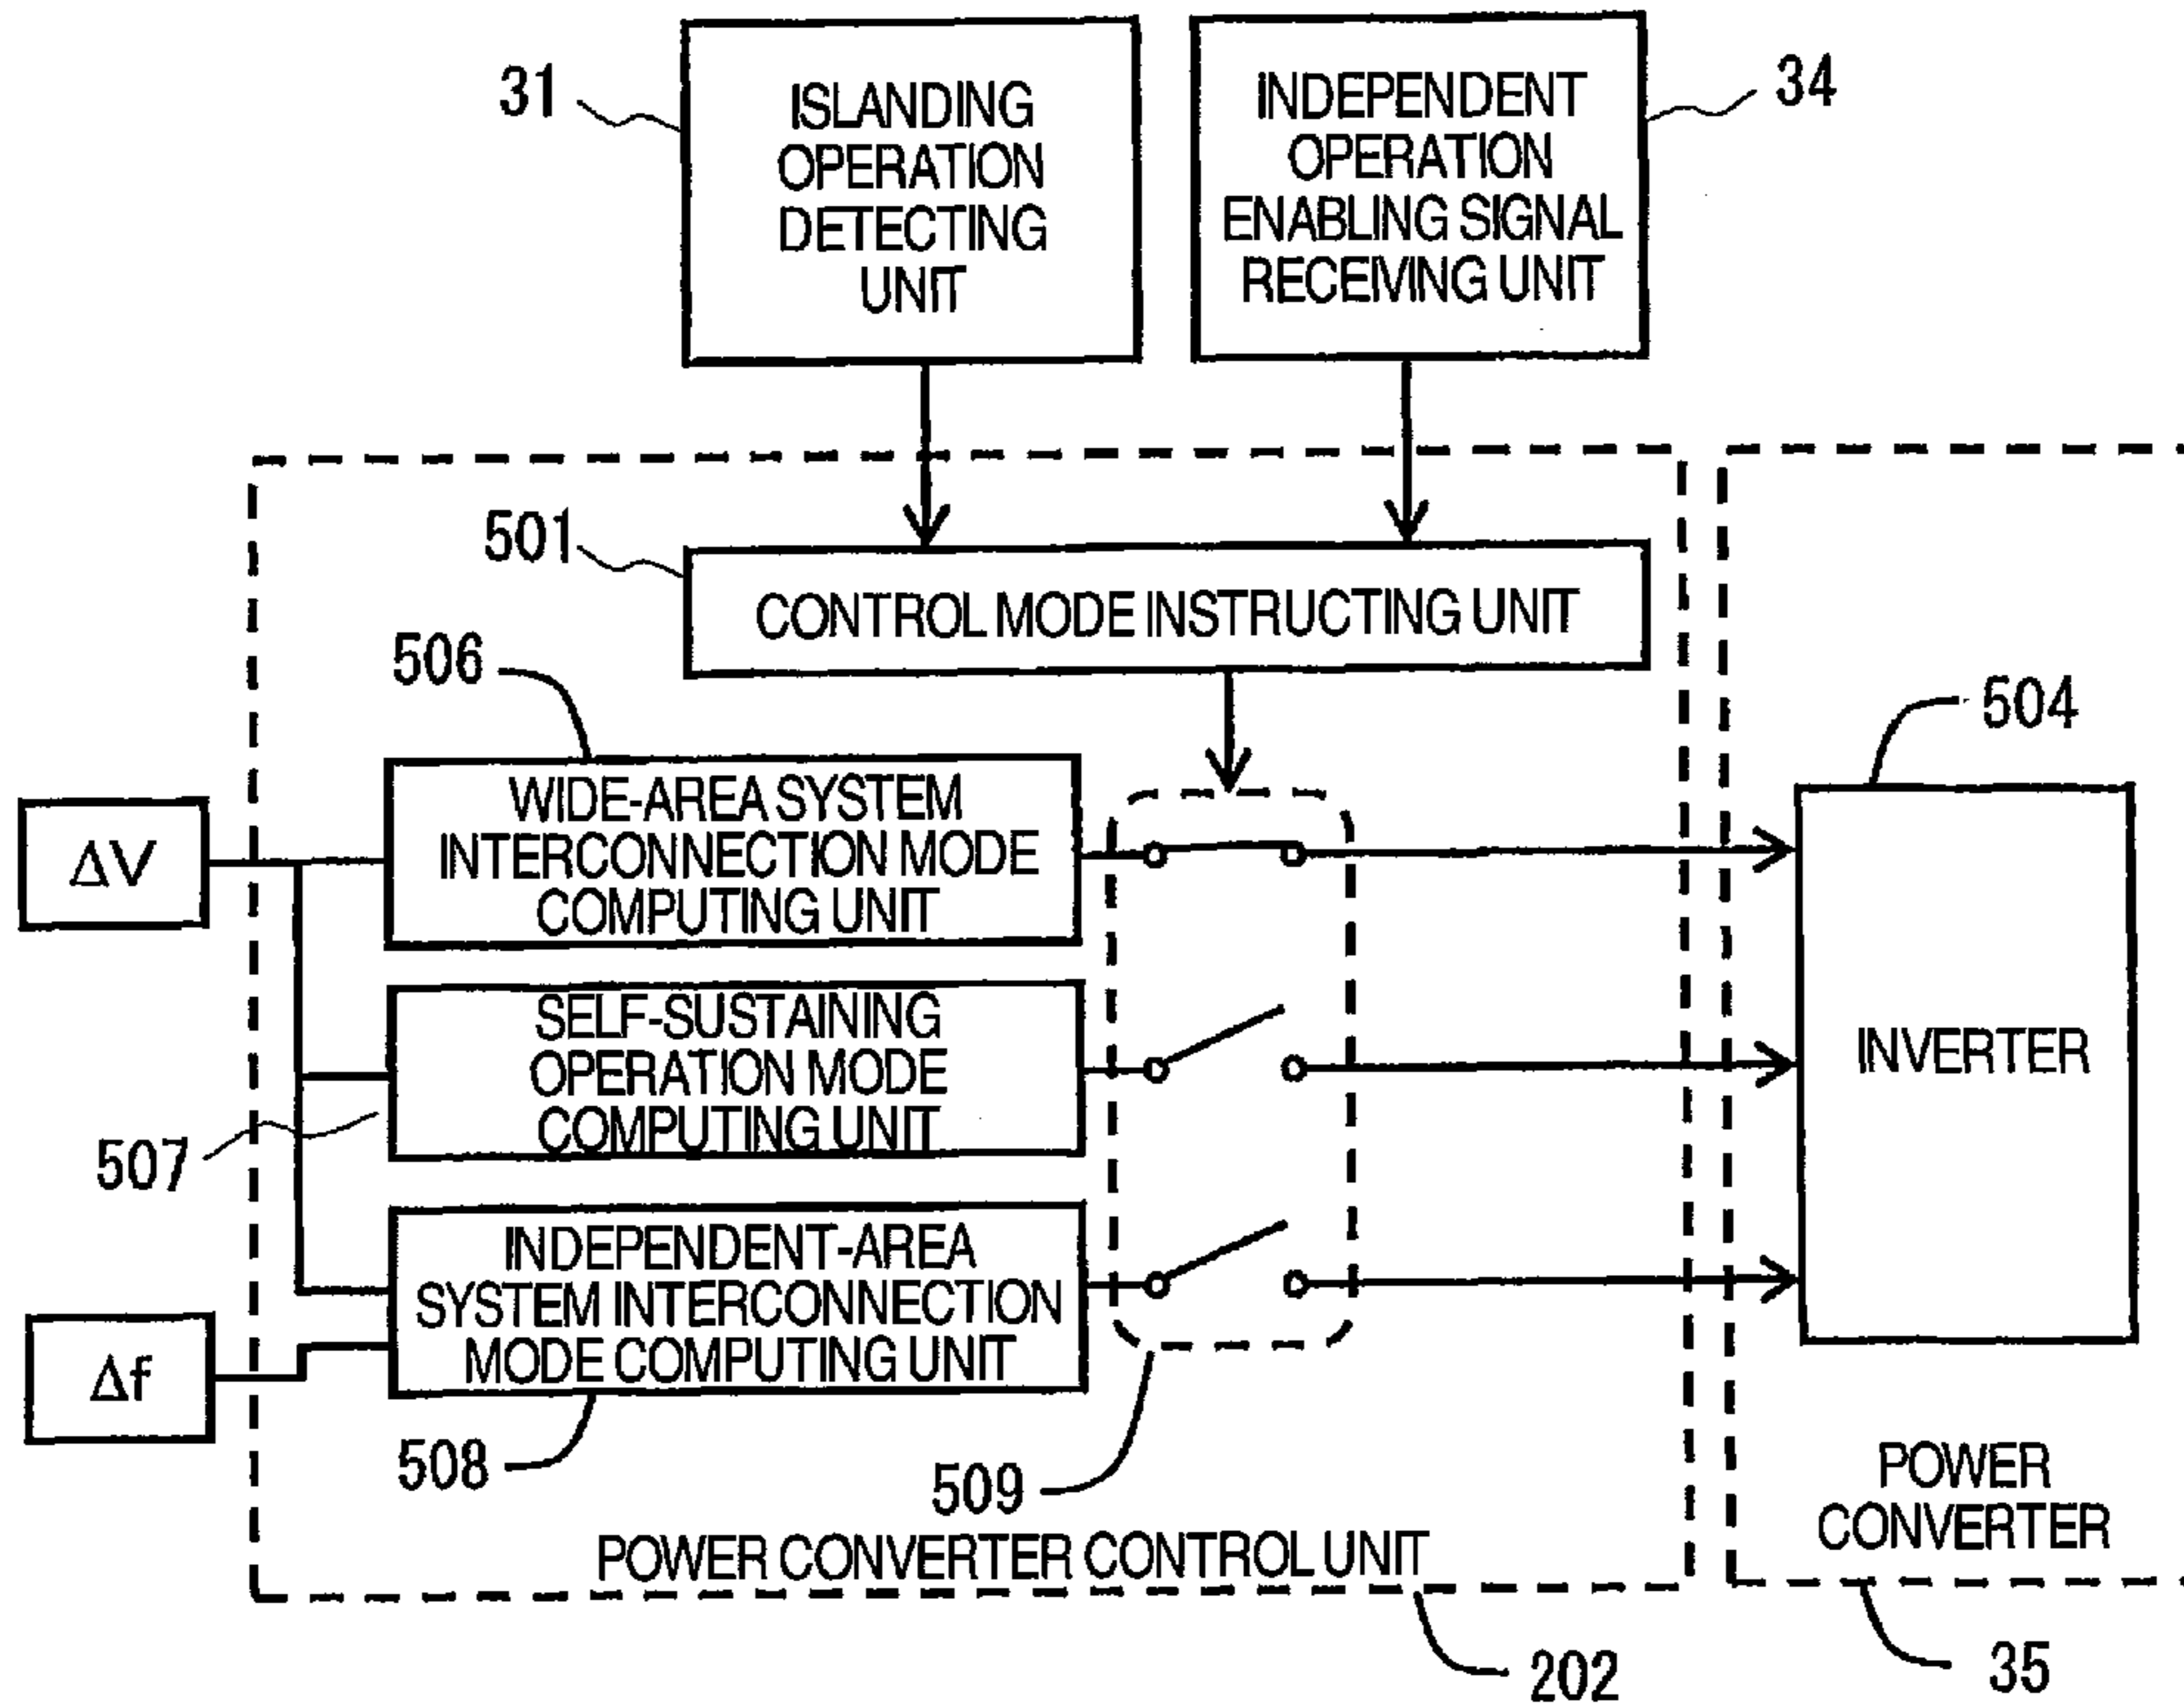 31
ISLANDING
OPERATION
DETECTING
UNIT
INDEPENDENT
OPERATION
ENABLING SIGNAL
RECEIVING UNIT
34
501
CONTROL MODE INSTRUCTING UNIT
506
504
ΔV
WIDE-AREA SYSTEM
INTERCONNECTION MODE
COMPUTING UNIT
SELF-SUSTAINING
OPERATION MODE
COMPUTING UNIT
507
INVERTER
INDEPENDENT-AREA
SYSTEM INTERCONNECTION
MODE COMPUTING UNIT
Δf
508
509
POWER CONVERTER CONTROL UNIT
POWER
CONVERTER
202
35